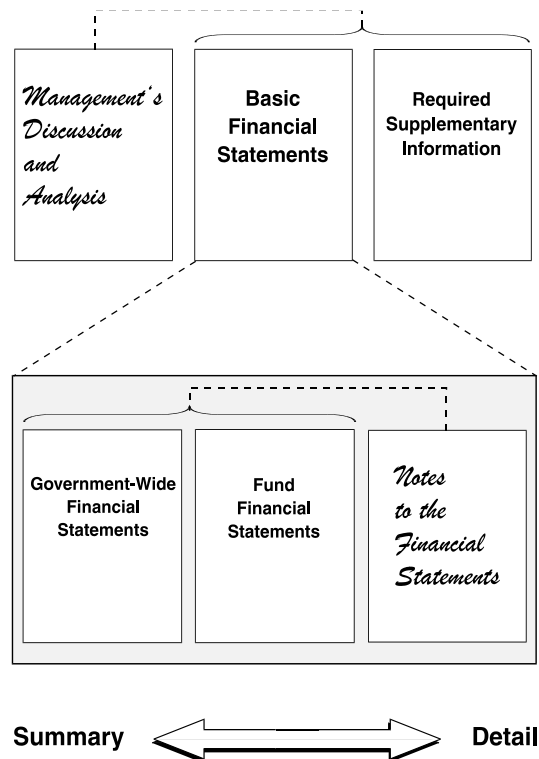 Management's
Discussion
and
Analysis
Basic
Financial
Statements
Required
Supplementary
Information
Government-Wide
Financial
Statements
Fund
Financial
Statements
Notes
to the
Financial
Statements
Summary
Detail